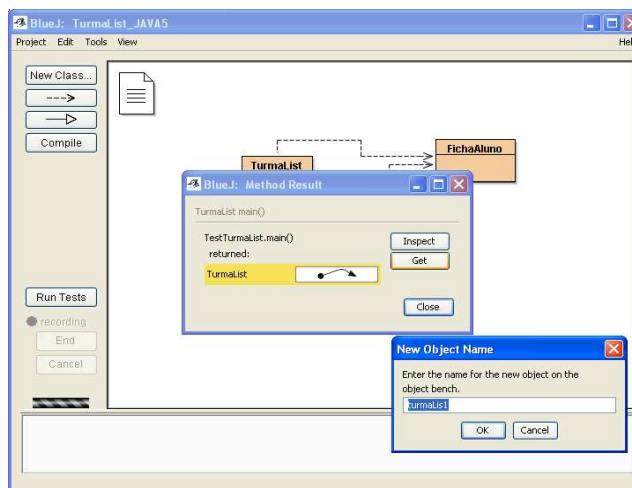 BlueJ: TurmaList_JAVA5
Project Edit Tools View Hel
New Class...
--->
Compile
FichaAluno
TurmaList
BlueJ: Method Result
TurmaList main()
TestTurmaList.main()
returned:
TurmaList
Inspect
Get
Close
Run Tests
recording
End
Cancel
New Object Name
Enter the name for the new object on the
object bench.
turmaLis1
OK Cancel